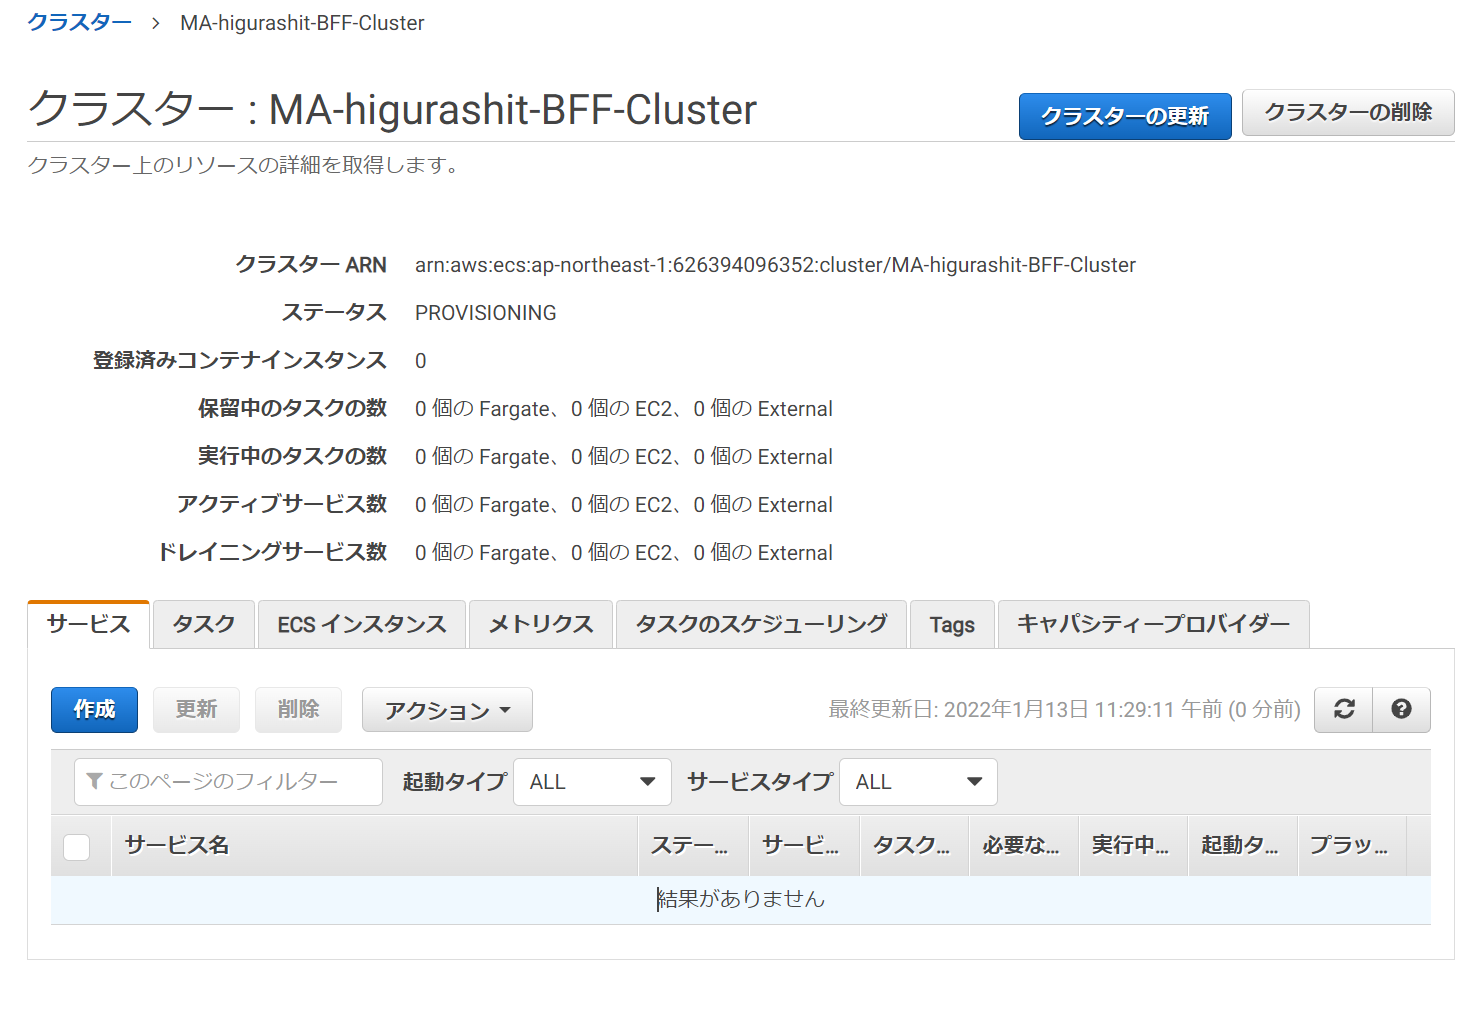 クラスター > MA-higurashit-BFF-Cluster
クラスター : MA-higurashit-BFF-Cluster
クラスターの更新 クラスターの削除
クラスター上のリソースの詳細を取得します。
クラスター ARN arn:aws:ecs:ap-northeast-1:626394096352:cluster/MA-higurashit-BFF-Cluster
ステータス PROVISIONING
登録済みコンテナインスタンス 0
保留中のタスクの数 0 個の Fargate、0 個の EC2、0 個の External
実行中のタスクの数 0 個の Fargate、0 個の EC2、0 個の External
アクティブサービス数 0 個の Fargate、0 個の EC2、0 個の External
ドレイニングサービス数 0 個の Fargate、0 個の EC2、0 個の External
サービス タスク ECS インスタンス メトリクス タスクのスケジューリング Tags キャパシティープロバイダー
作成 更新 削除 アクション 最終更新日: 2022年1月13日 11:29:11 午前 (0 分前)
このページのフィルター 起動タイプ ALL サービスタイプ ALL
サービス名 ステー... サービ... タスク... 必要な... 実行中... 起動タ... プラッ...
結果がありません